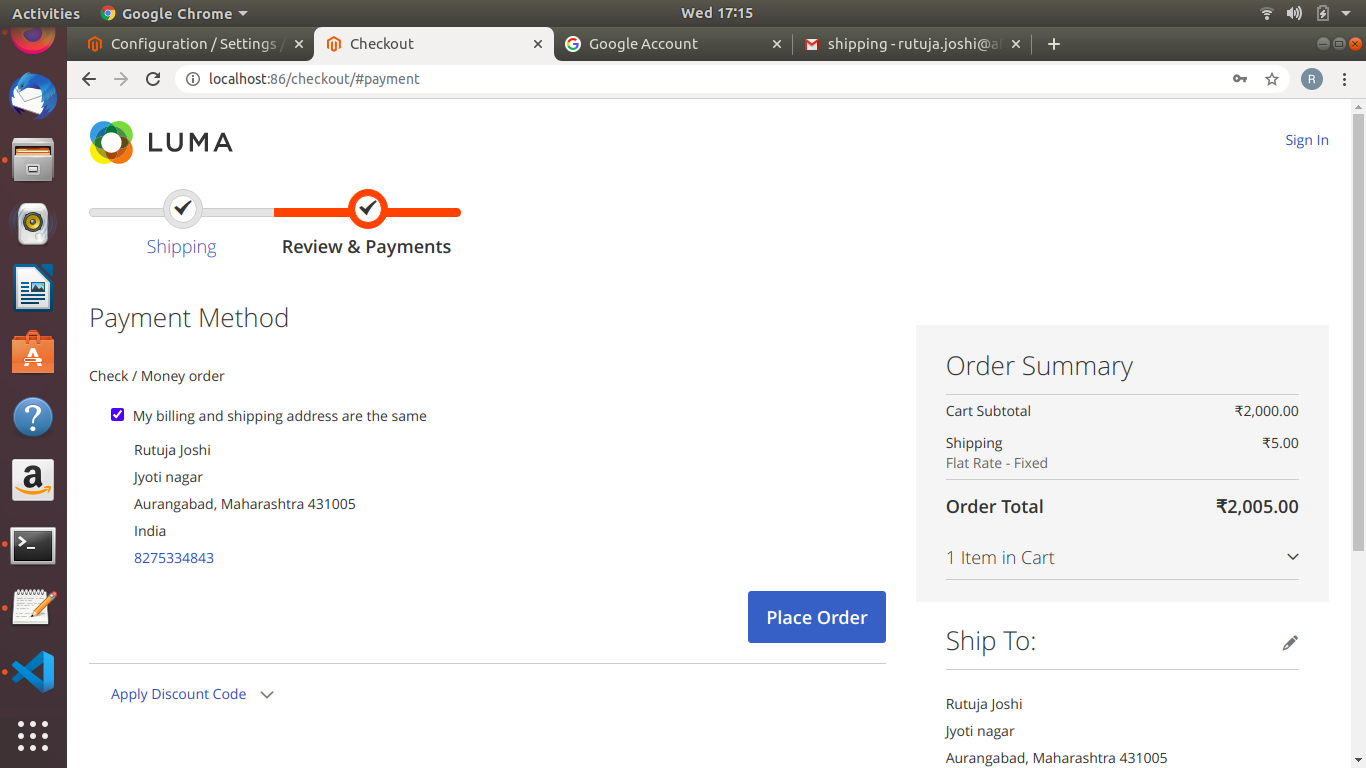 Activities
Google Chrome
Wed 17:15
Configuration / Settings /
Checkout
Google Account
shipping - rutuja.joshi@a
localhost:86/checkout/#payment
R
LUMA
Sign In
Shipping
Review & Payments
Payment Method
Check / Money order
My billing and shipping address are the same
Rutuja Joshi
Jyoti nagar
Aurangabad, Maharashtra 431005
India
8275334843
Place Order
Apply Discount Code
Order Summary
Cart Subtotal ₹2,000.00
Shipping ₹5.00
Flat Rate - Fixed
Order Total ₹2,005.00
1 Item in Cart
Ship To:
Rutuja Joshi
Jyoti nagar
Aurangabad, Maharashtra 431005